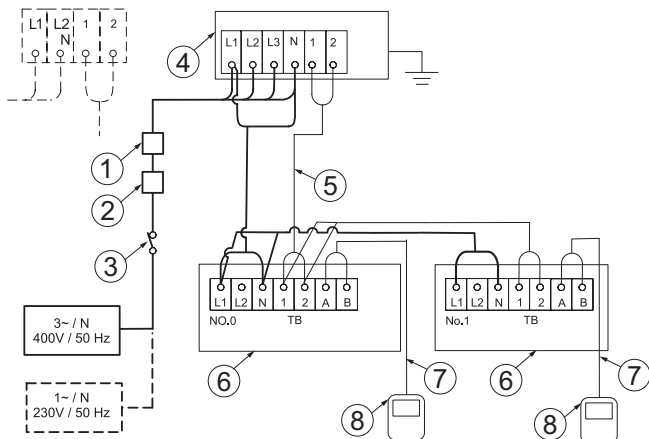 L1 L2 N 1 2
L1 L2 L3 N 1 2
4
1
2
3
5
3~ / N
400V / 50 Hz
1~ / N
230V / 50 Hz
L1 L2 N 1 2 A B
NO.0 TB
6
7
8
L1 L2 N 1 2 A B
No.1 TB
6
7
8